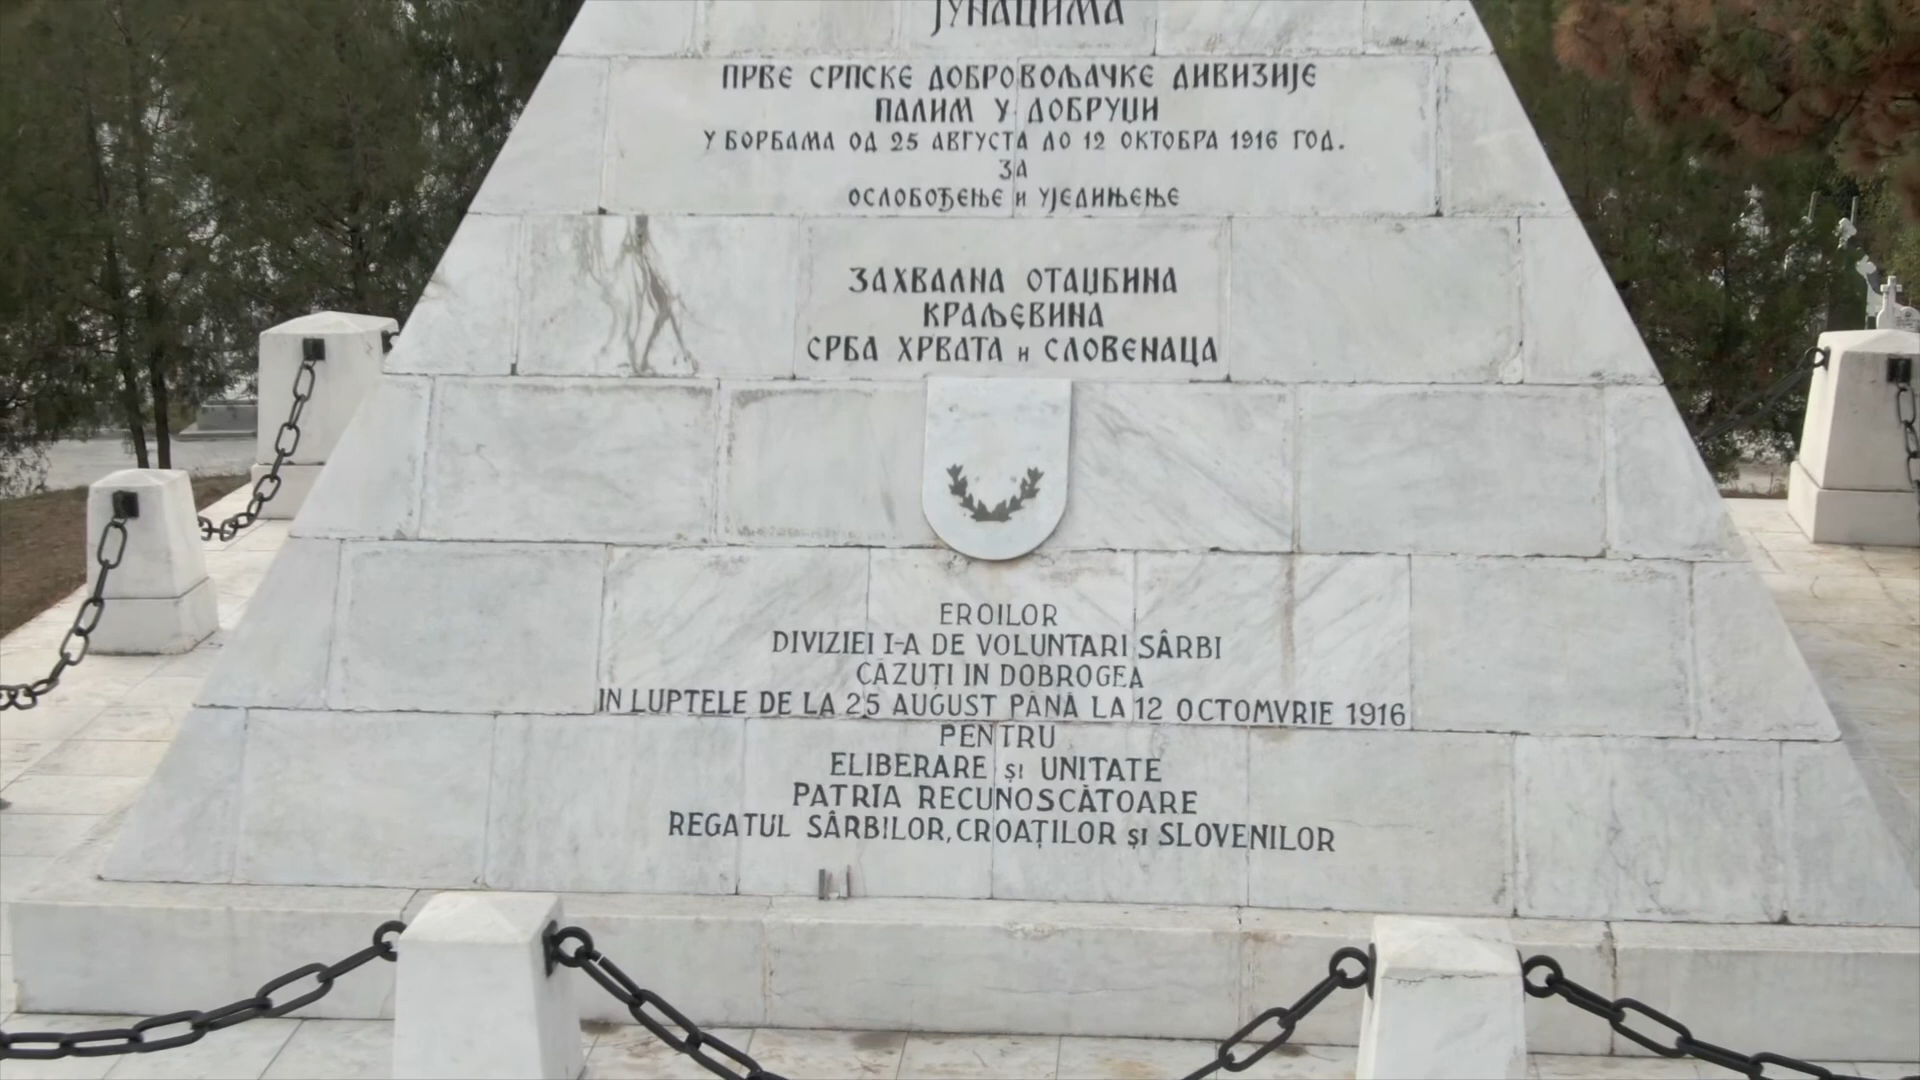 ЈУНАЦИМА
ПРВЕ СРПСКЕ ДОБРОВОЉАЧКЕ ДИВИЗИЈЕ
ПАЛИМ У ДОБРУЏИ
У БОРБАМА ОД 25 АВГУСТА ДО 12 ОКТОБРА 1916 ГОД.
ЗА
ОСЛОБОЂЕЊЕ и УЈЕДИЊЕЊЕ
ЗАХВАЛНА ОТАЏБИНА
КРАЉЕВИНА
СРБА ХРВАТА и СЛОВЕНАЦА
EROILOR
DIVIZIEI I-A DE VOLUNTARI SÂRBI
CĂZUȚI IN DOBROGEA
IN LUPTELE DE LA 25 AUGUST PĂNĂ LA 12 OCTOMVRIE 1916
PENTRU
ELIBERARE și UNITATE
PATRIA RECUNOSCĂTOARE
REGATUL SÂRBILOR, CROAȚILOR și SLOVENILOR